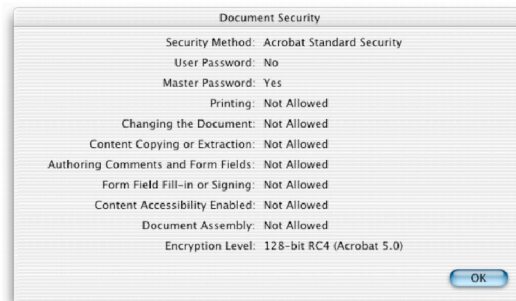 Document Security
Security Method: Acrobat Standard Security
User Password: No
Master Password: Yes
Printing: Not Allowed
Changing the Document: Not Allowed
Content Copying or Extraction: Not Allowed
Authoring Comments and Form Fields: Not Allowed
Form Field Fill-in or Signing: Not Allowed
Content Accessibility Enabled: Not Allowed
Document Assembly: Not Allowed
Encryption Level: 128-bit RC4 (Acrobat 5.0)
OK